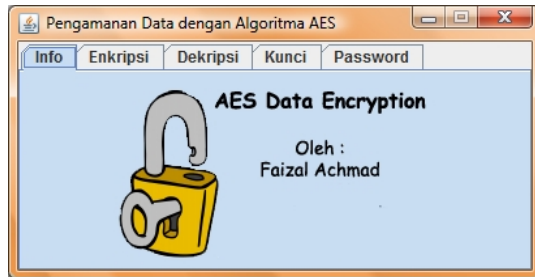 Pengamanan Data dengan Algoritma AES
Info Enkripsi Dekripsi Kunci Password
AES Data Encryption
Oleh :
Faizal Achmad